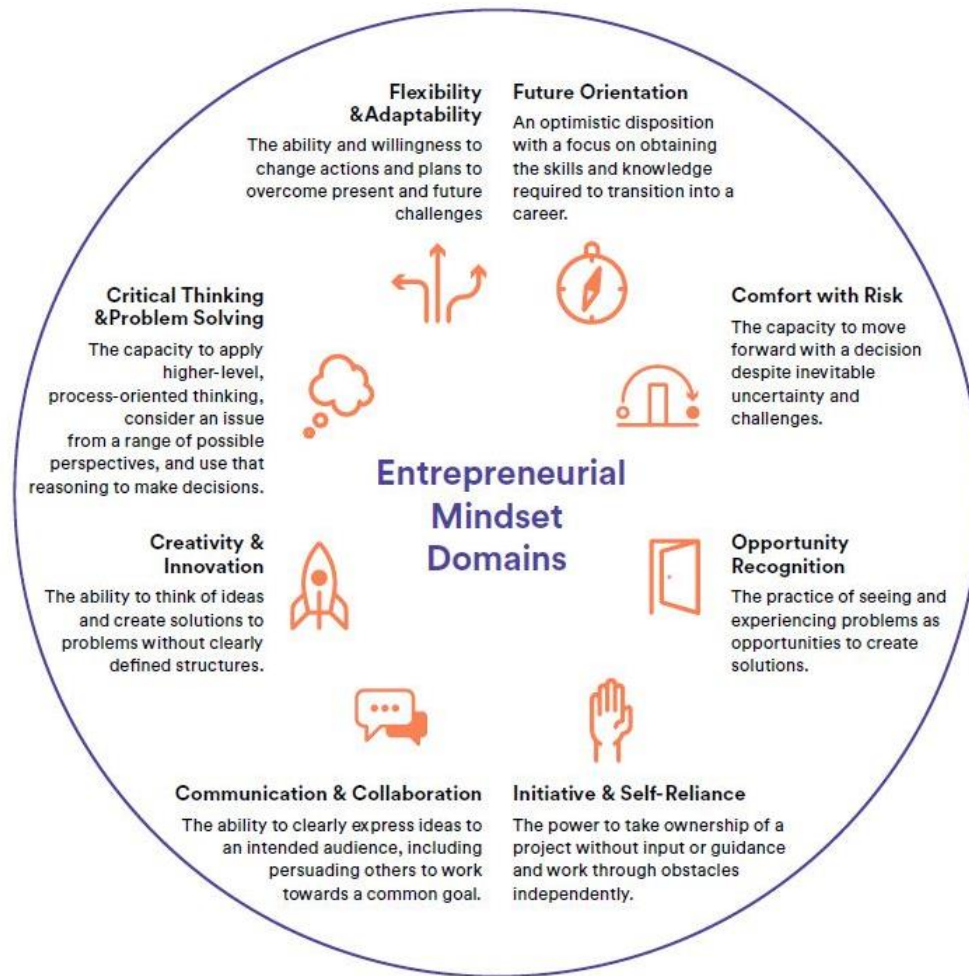 Flexibility
&Adaptability
The ability and willingness to
change actions and plans to
overcome present and future
challenges
Future Orientation
An optimistic disposition
with a focus on obtaining
the skills and knowledge
required to transition into a
career.
Critical Thinking
&Problem Solving
The capacity to apply
higher-level,
process-oriented thinking,
consider an issue
from a range of possible
perspectives, and use that
reasoning to make decisions.
Comfort with Risk
The capacity to move
forward with a decision
despite inevitable
uncertainty and
challenges.
Entrepreneurial
Mindset
Domains
Creativity &
Innovation
The ability to think of ideas
and create solutions to
problems without clearly
defined structures.
Opportunity
Recognition
The practice of seeing and
experiencing problems as
opportunities to create
solutions.
Communication & Collaboration
The ability to clearly express ideas to
an intended audience, including
persuading others to work
towards a common goal.
Initiative & Self-Reliance
The power to take ownership of a
project without input or guidance
and work through obstacles
independently.